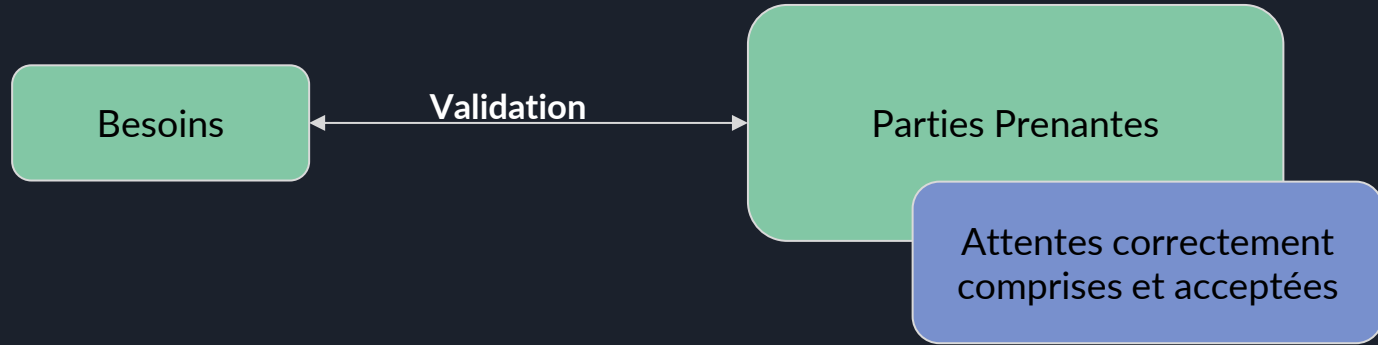 Besoins
Validation
Parties Prenantes
Attentes correctement
comprises et acceptées